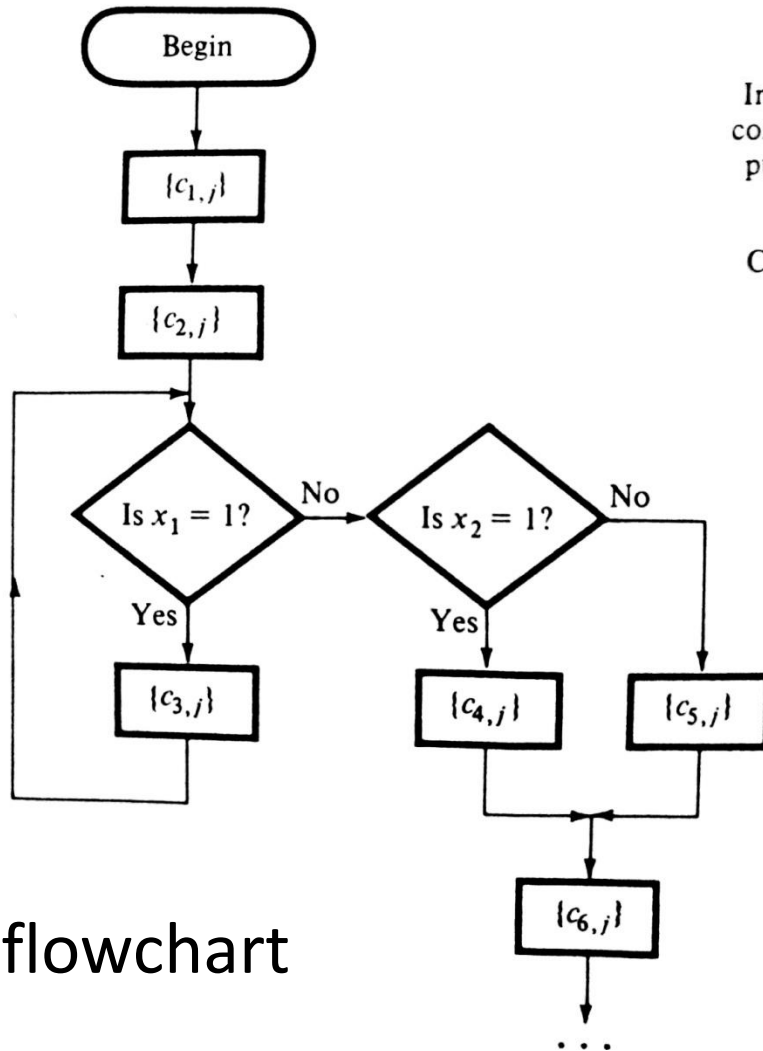 Begin
{c₁,ⱼ}
{c₂,ⱼ}
Is x₁ = 1?
No
Is x₂ = 1?
No
Yes
Yes
{c₃,ⱼ}
{c₄,ⱼ}
{c₅,ⱼ}
{c₆,ⱼ}
flowchart
. . .